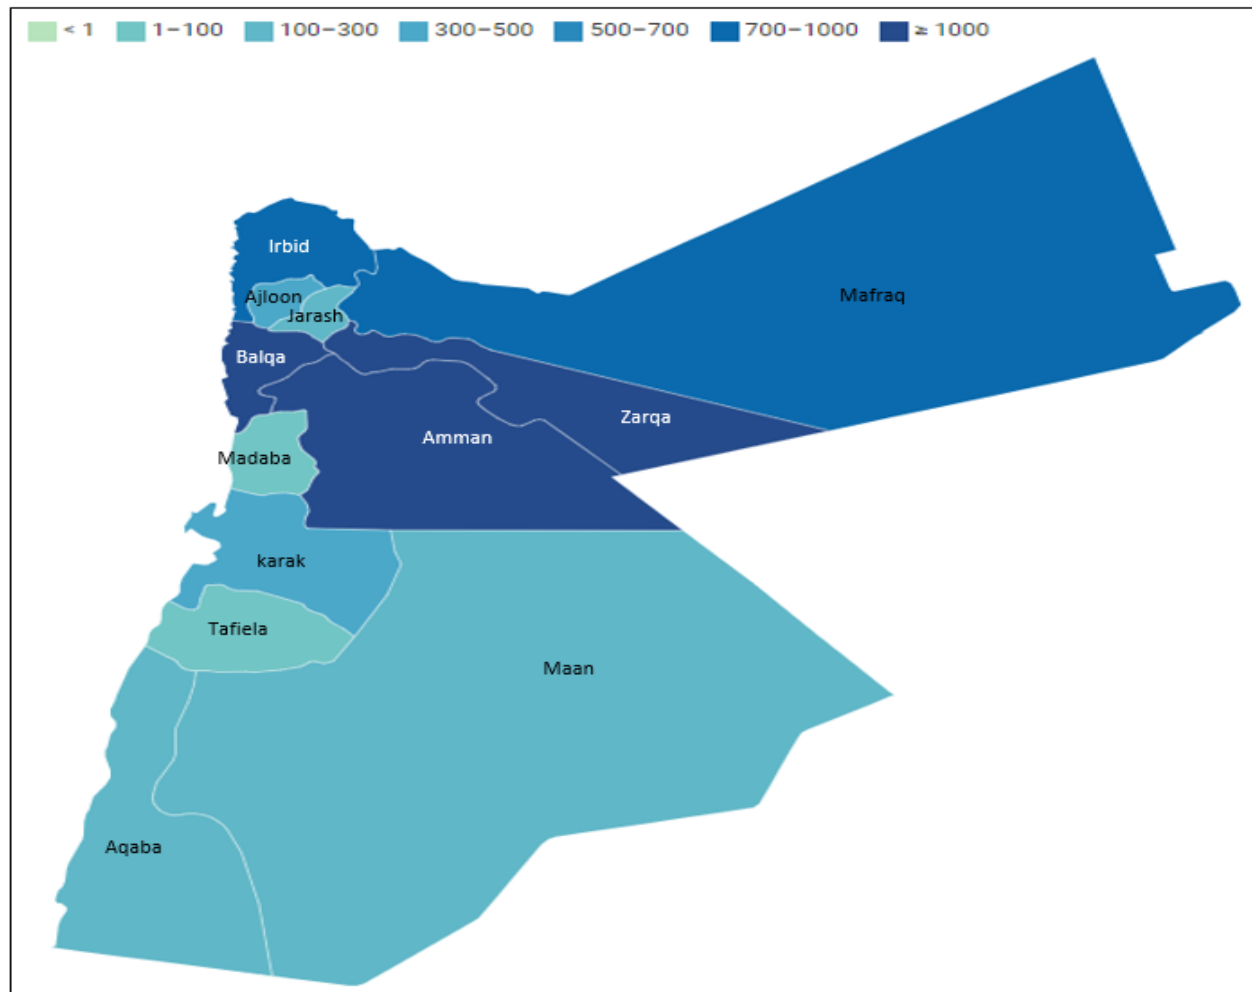 < 1 1–100 100–300 300–500 500–700 700–1000 ≥ 1000
Irbid
Ajloon
Mafraq
Jarash
Balqa
Zarqa
Amman
Madaba
karak
Tafiela
Maan
Aqaba